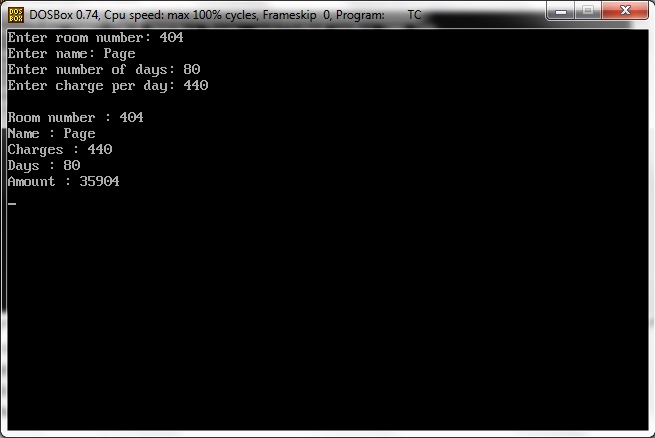 DOS
BOX
DOSBox 0.74, Cpu speed: max 100% cycles, Frameskip 0, Program: TC
Enter room number: 404
Enter name: Page
Enter number of days: 80
Enter charge per day: 440
Room number : 404
Name : Page
Charges : 440
Days : 80
Amount : 35904